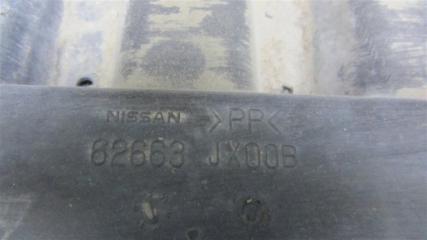 NISSAN >PP<
62663 JX00B